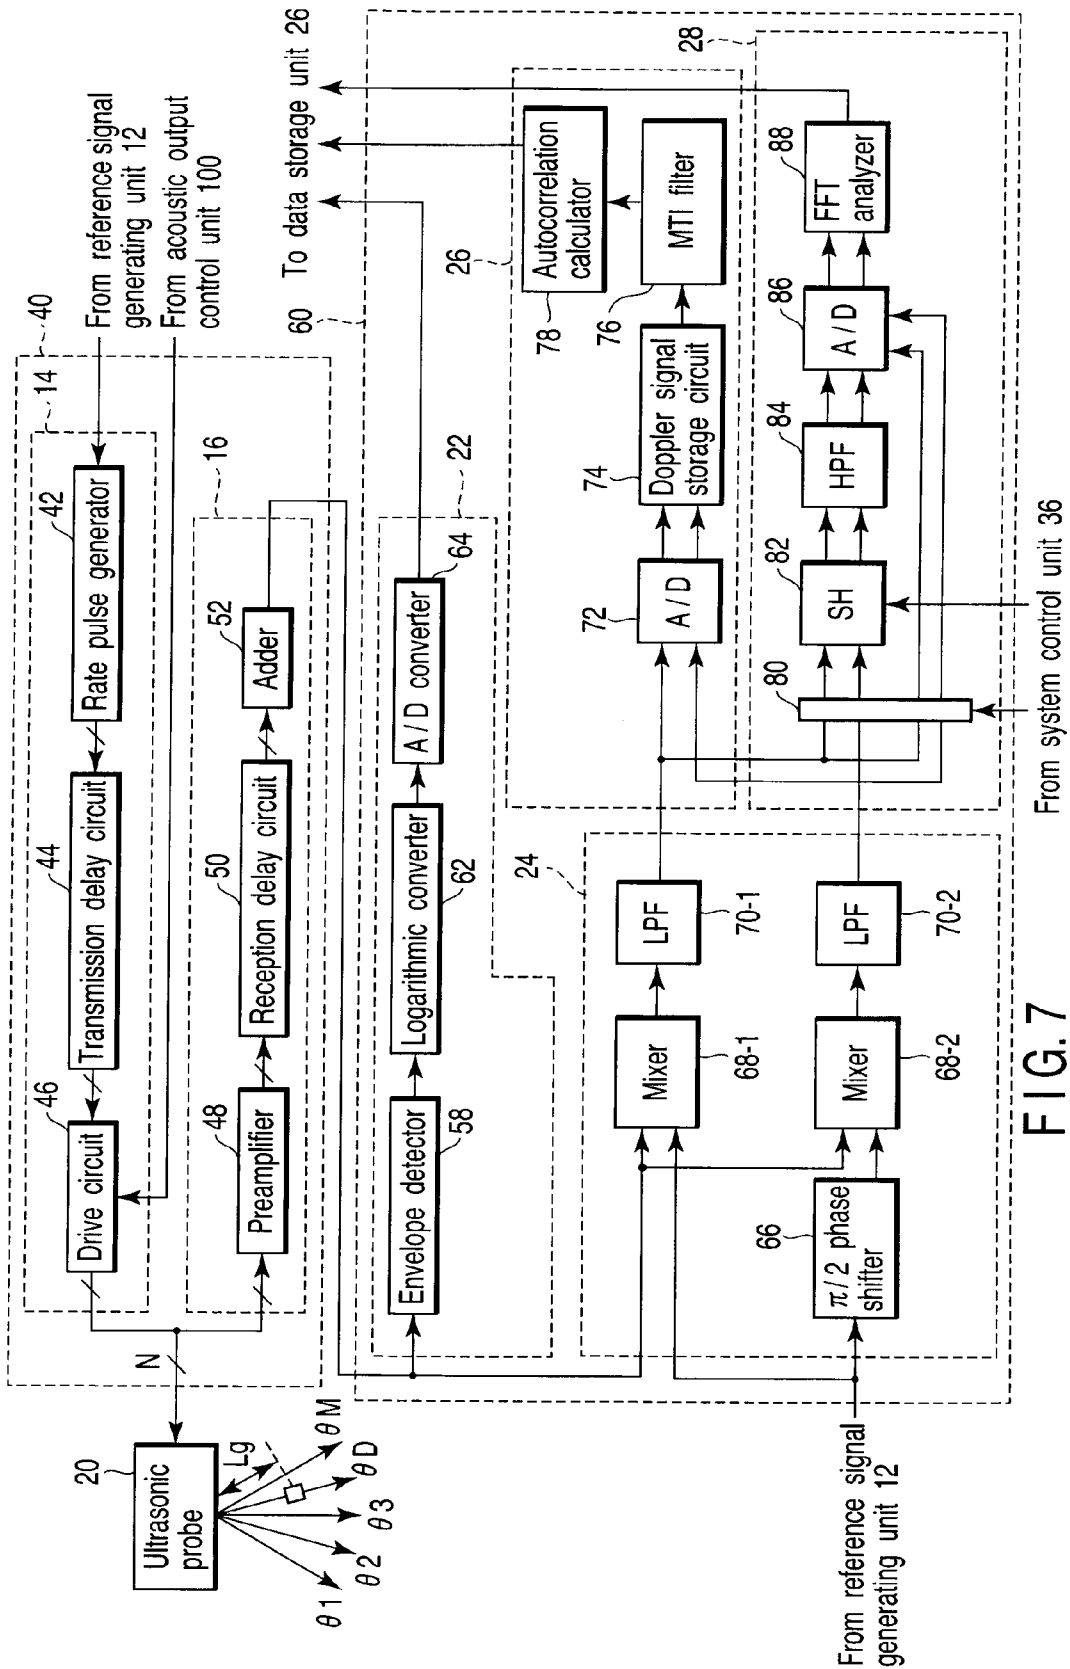 From reference signal
generating unit 12
From acoustic output
control unit 100
40
14
42
Rate pulse generator
44
Transmission delay circuit
46
Drive circuit
16
52
Adder
50
Reception delay circuit
48
Preamplifier
N
20
Ultrasonic
probe
Lg
θM
θD
θ3
θ2
θ1
To data storage unit 26
60
22
64
A/D converter
Logarithmic converter
62
Envelope detector
58
26
Autocorrelation
calculator
78
MTI filter
76
74
Doppler signal
storage circuit
72
A/D
28
88
FFT
analyzer
86
A/D
84
HPF
82
SH
80
From system control unit 36
24
LPF
70-1
LPF
70-2
Mixer
68-1
Mixer
68-2
66
π/2 phase
shifter
From reference signal
generating unit 12
FIG. 7